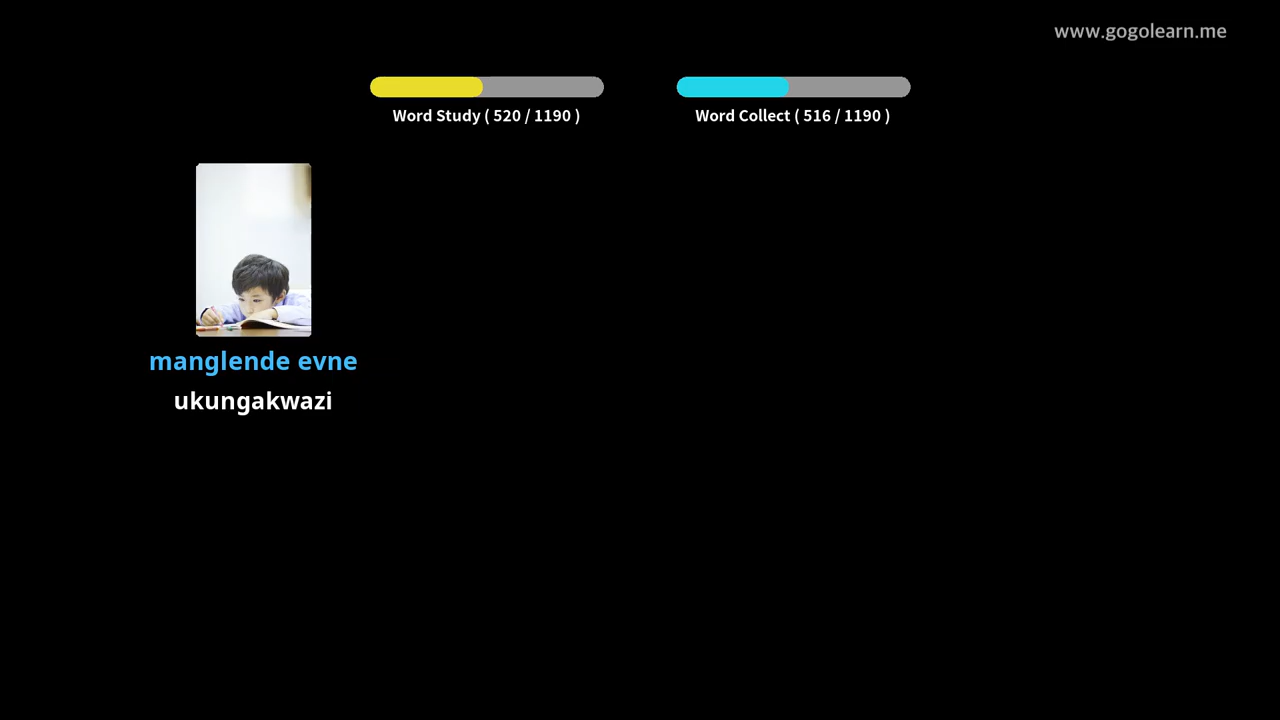 www.gogolearn.me
Word Study ( 520 / 1190 )
Word Collect ( 516 / 1190 )
manglende evne
ukungakwazi